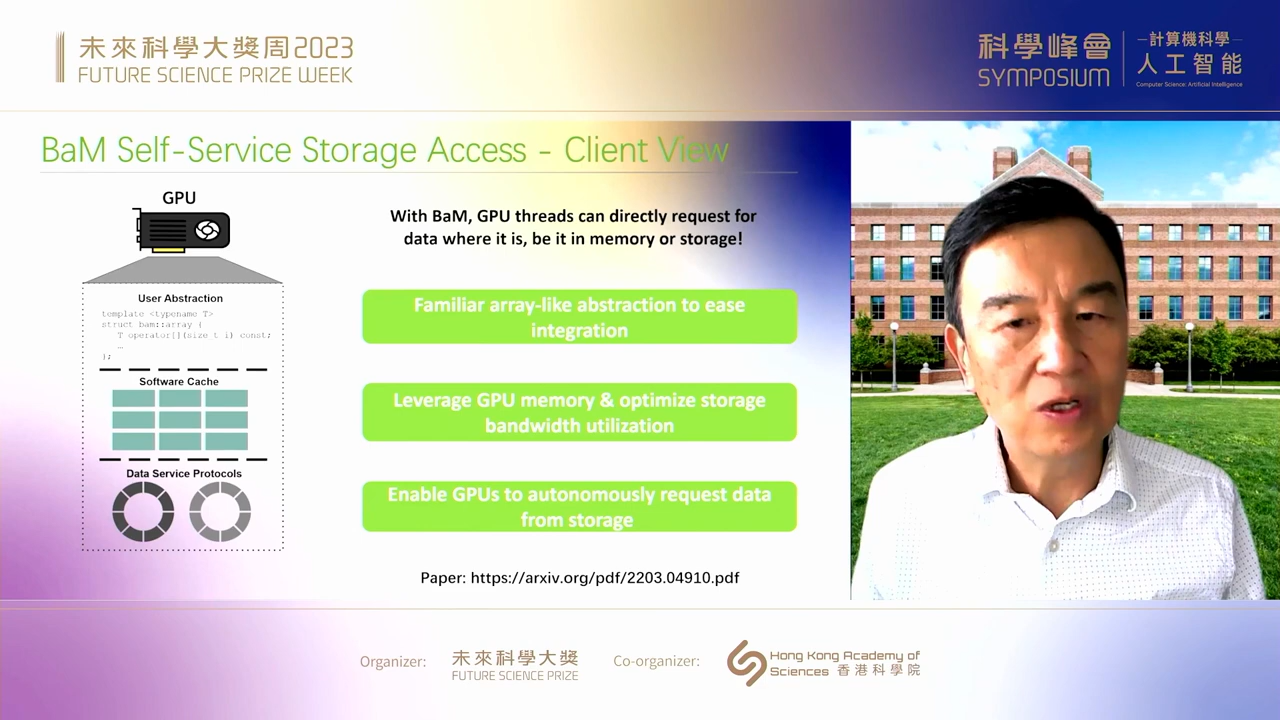 未來科學大獎周2023
FUTURE SCIENCE PRIZE WEEK
科學峰會
SYMPOSIUM
計算機科學
人工智能
Computer Science: Artificial Intelligence
BaM Self-Service Storage Access - Client View
GPU
User Abstraction
template <typename T>
struct bam::array {
T operator[](size_t i) const;
…
};
Software Cache
Data Service Protocols
With BaM, GPU threads can directly request for
data where it is, be it in memory or storage!
Familiar array-like abstraction to ease
integration
Leverage GPU memory & optimize storage
bandwidth utilization
Enable GPUs to autonomously request data
from storage
Paper: https://arxiv.org/pdf/2203.04910.pdf
Organizer:
未來科學大獎
FUTURE SCIENCE PRIZE
Co-organizer:
Hong Kong Academy of
Sciences 香港科學院